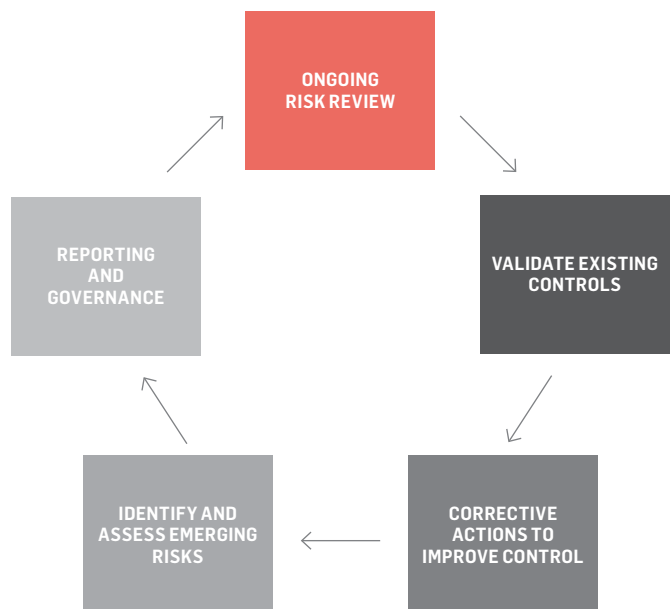 ONGOING
RISK REVIEW
VALIDATE EXISTING
CONTROLS
CORRECTIVE
ACTIONS TO
IMPROVE CONTROL
IDENTIFY AND
ASSESS EMERGING
RISKS
REPORTING
AND
GOVERNANCE